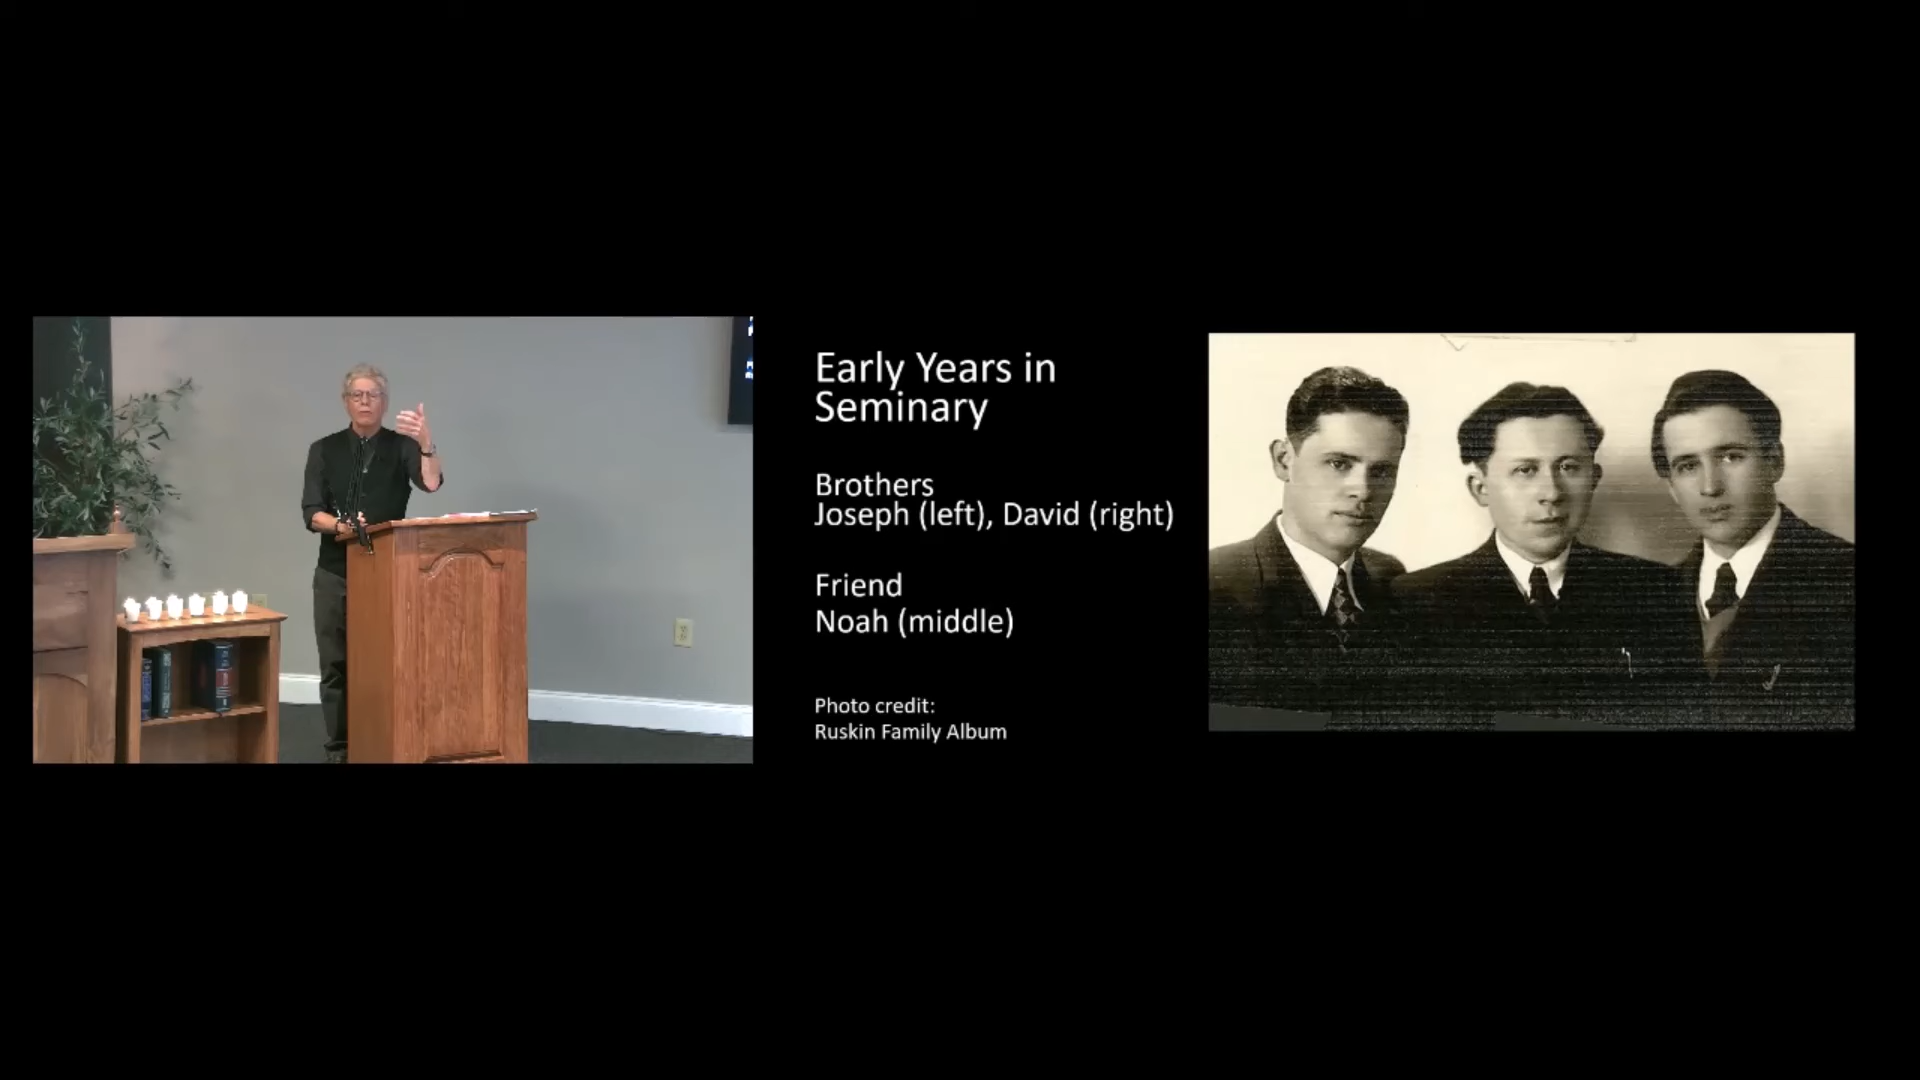 Early Years in
Seminary
Brothers
Joseph (left), David (right)
Friend
Noah (middle)
Photo credit:
Ruskin Family Album